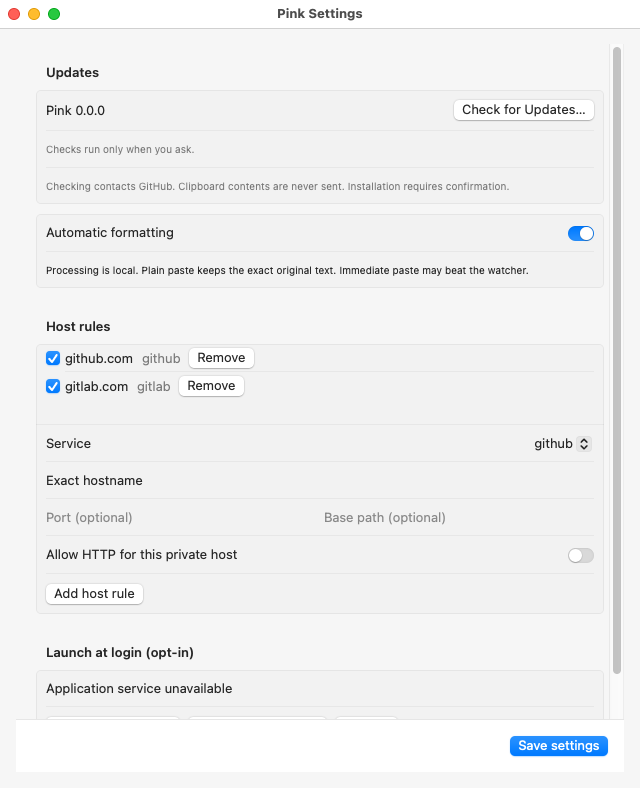 Pink Settings
Updates
Pink 0.0.0 Check for Updates...
Checks run only when you ask.
Checking contacts GitHub. Clipboard contents are never sent. Installation requires confirmation.
Automatic formatting
Processing is local. Plain paste keeps the exact original text. Immediate paste may beat the watcher.
Host rules
github.com github Remove
gitlab.com gitlab Remove
Service github
Exact hostname
Port (optional) Base path (optional)
Allow HTTP for this private host
Add host rule
Launch at login (opt-in)
Application service unavailable
Save settings